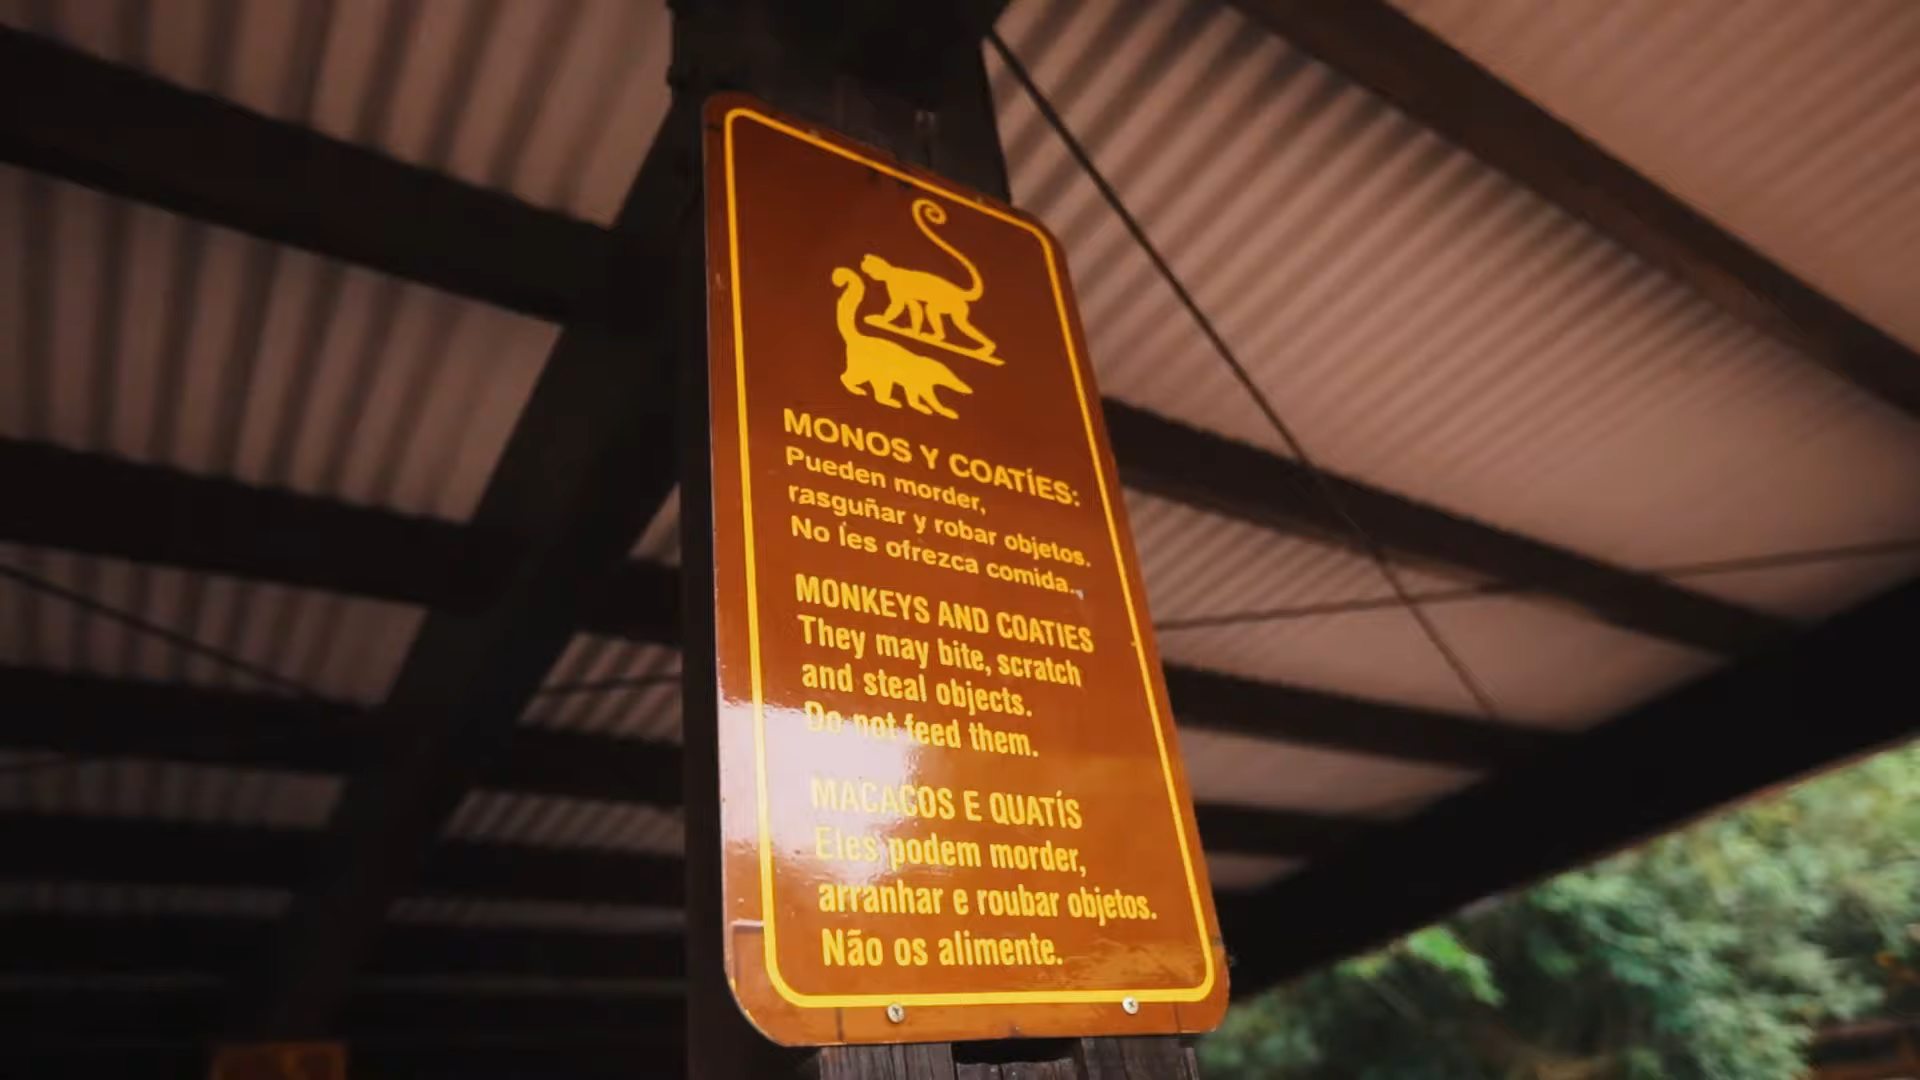 MONOS Y COATÍES:
Pueden morder,
rasguñar y robar objetos.
No les ofrezca comida.
MONKEYS AND COATIES
They may bite, scratch
and steal objects.
Do not feed them.
MACACOS E QUATÍS
Eles podem morder,
arranhar e roubar objetos.
Não os alimente.